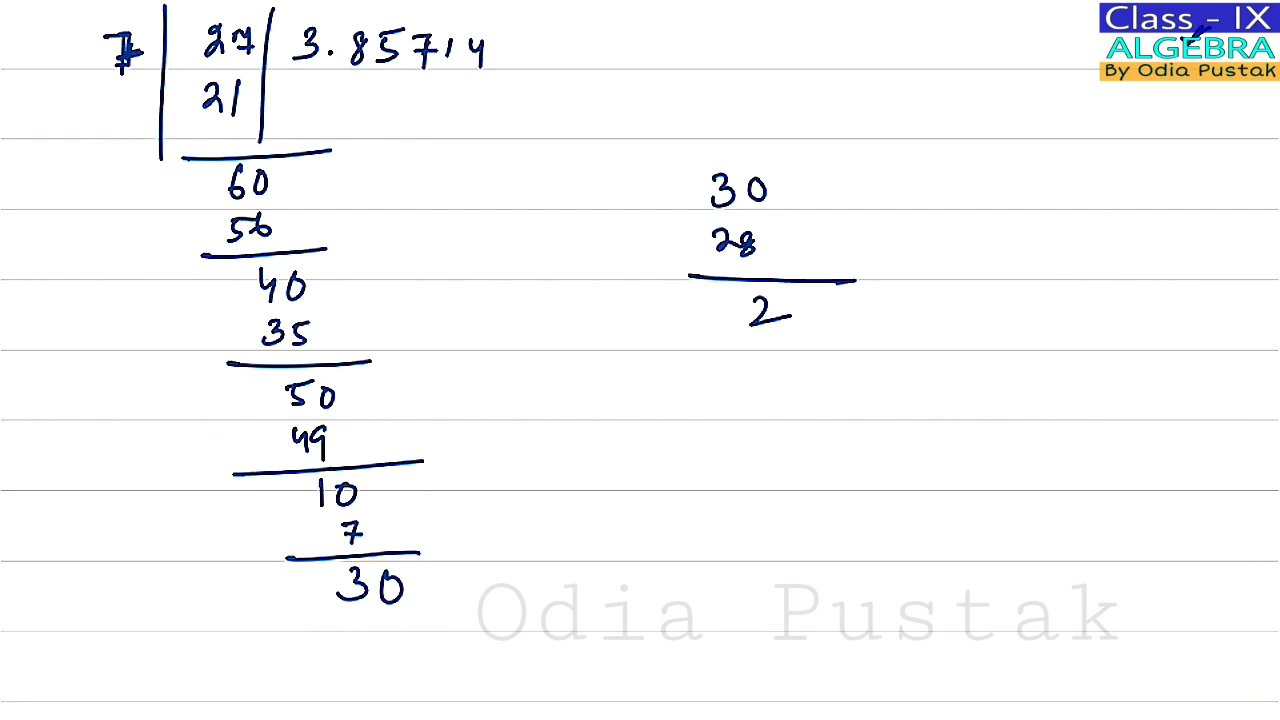 Class - IX
ALGEBRA
By Odia Pustak
7 27 3.85714
21
60
56
40
35
50
49
10
7
30
30
28
2
Odia Pustak